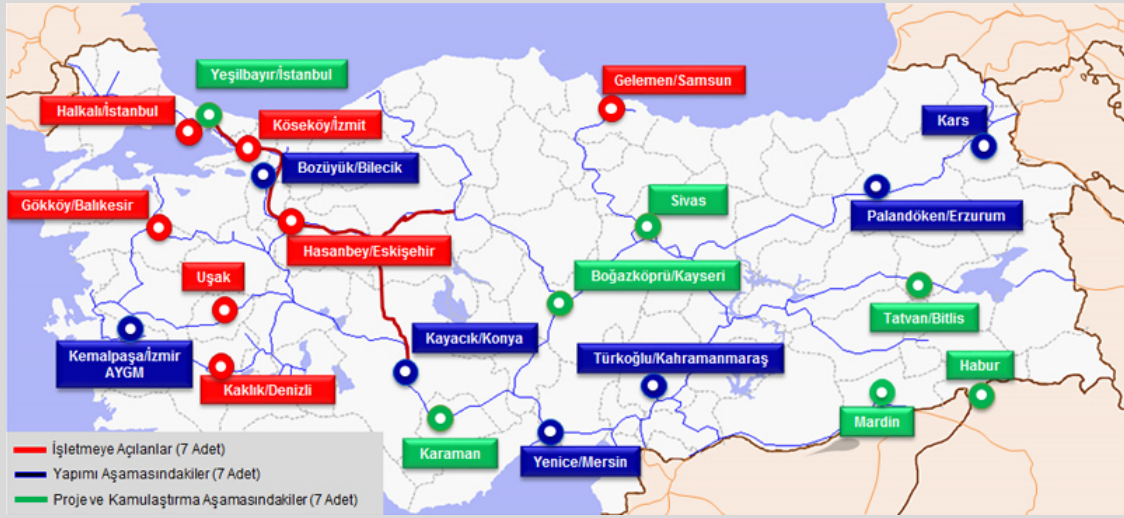 Yeşilbayır/İstanbul
Gelemen/Samsun
Halkalı/İstanbul
Köseköy/İzmit
Kars
Bozüyük/Bilecik
Gökköy/Balıkesir
Sivas
Palandöken/Erzurum
Hasanbey/Eskişehir
Uşak
Boğazköprü/Kayseri
Tatvan/Bitlis
Kayacık/Konya
Kemalpaşa/İzmir
AYGM
Türkoğlu/Kahramanmaraş
Habur
Kaklık/Denizli
Mardin
Karaman
Yenice/Mersin
İşletmeye Açılanlar (7 Adet)
Yapımı Aşamasındakiler (7 Adet)
Proje ve Kamulaştırma Aşamasındakiler (7 Adet)